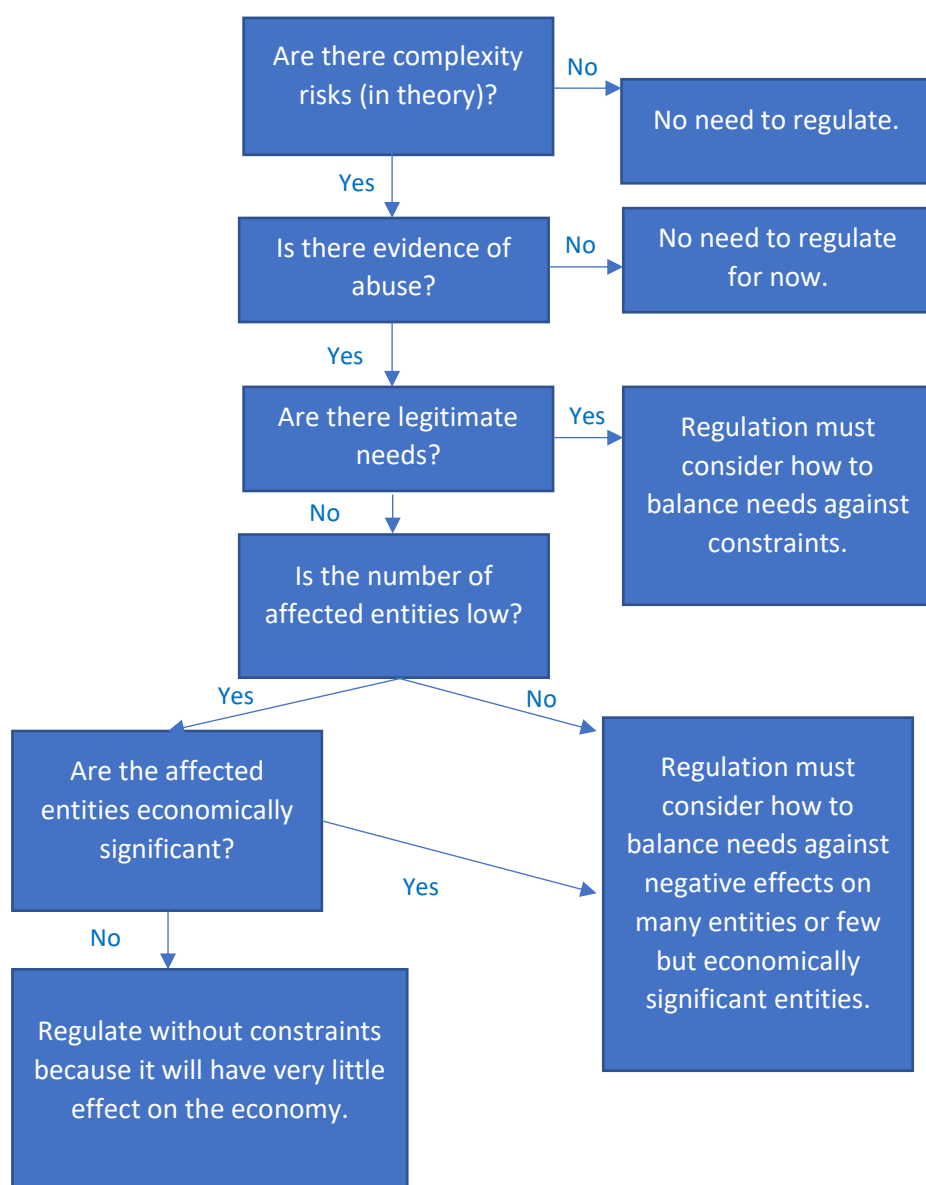 Are there complexity
risks (in theory)?
No
No need to regulate.
Yes
Is there evidence of
abuse?
No
No need to regulate
for now.
Yes
Are there legitimate
needs?
Yes
Regulation must
consider how to
balance needs against
constraints.
No
Is the number of
affected entities low?
Yes
No
Are the affected
entities economically
significant?
Yes
Regulation must
consider how to
balance needs against
negative effects on
many entities or few
but economically
significant entities.
No
Regulate without constraints
because it will have very little
effect on the economy.